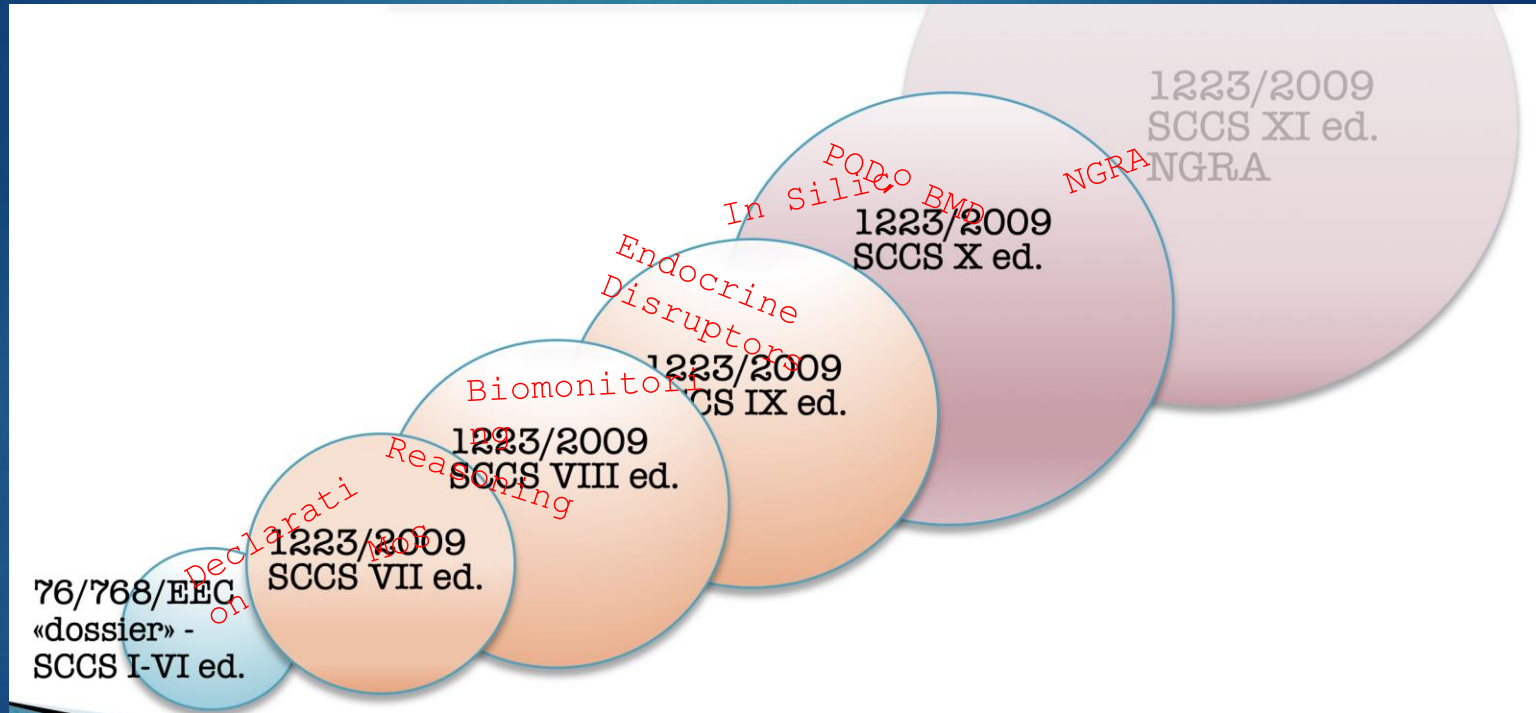 76/768/EEC
«dossier» -
SCCS I-VI ed.
Declarati
on
1223/2009
SCCS VII ed.
MoS
Reasoning
1223/2009
SCCS VIII ed.
Biomonitori
ng
1223/2009
CS IX ed.
Endocrine
Disruptors
In Silico
POD
BMD
1223/2009
SCCS X ed.
NGRA
1223/2009
SCCS XI ed.
NGRA